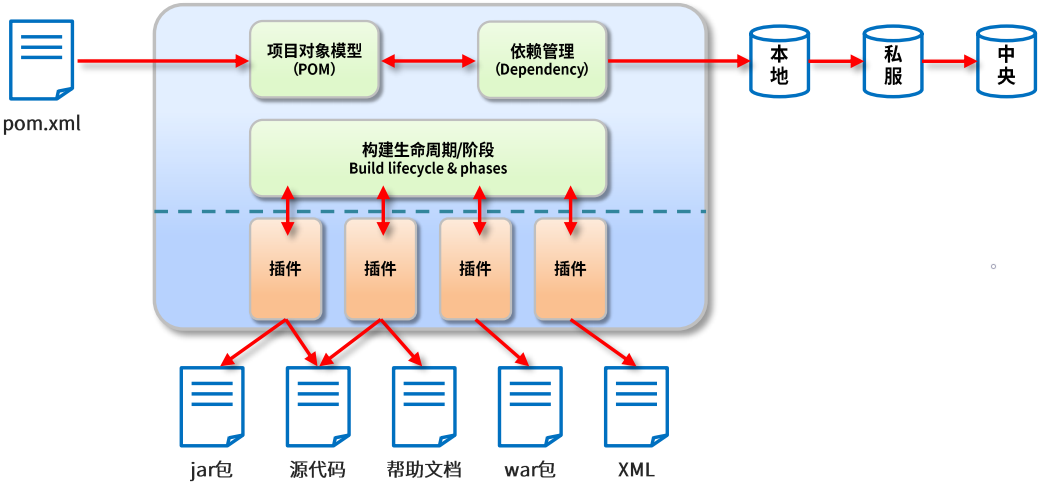 pom.xml
项目对象模型
（POM）
依赖管理
（Dependency）
本
地
私
服
中
央
构建生命周期/阶段
Build lifecycle & phases
插件
插件
插件
插件
jar包
源代码
帮助文档
war包
XML